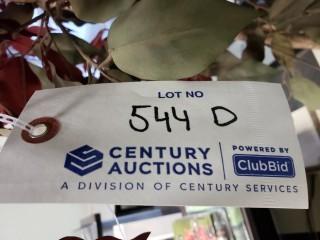 LOT NO
544 D
CENTURY AUCTIONS
POWERED BY
ClubBid
A DIVISION OF CENTURY SERVICES